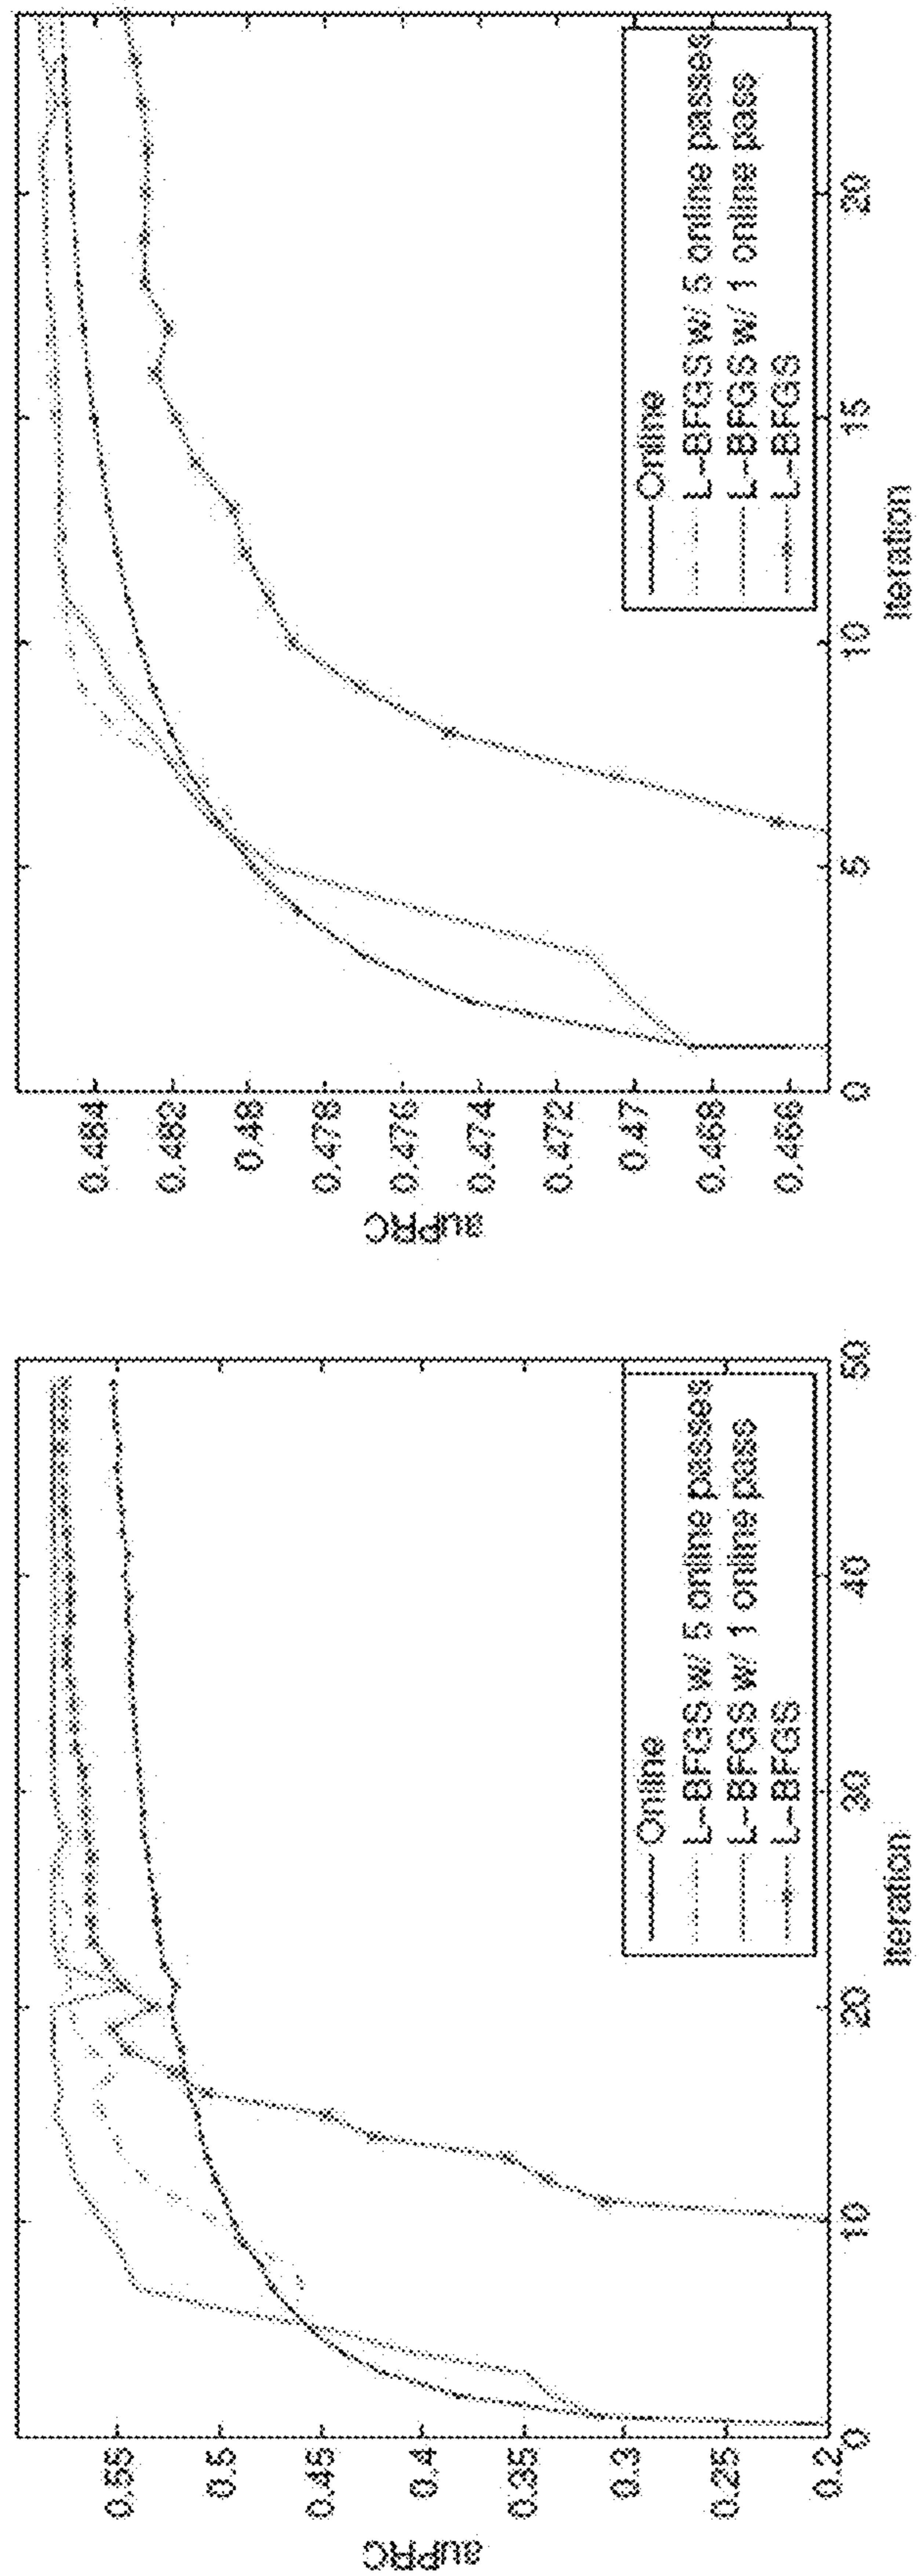 auPRC
0.55
0.5
0.45
0.4
0.35
0.3
0.25
0.2
0
10
20
30
40
50
Iteration
Online
L-BFGS w/ 5 online passes
L-BFGS w/ 1 online pass
L-BFGS
auPRC
0.484
0.482
0.48
0.478
0.476
0.474
0.472
0.47
0.468
0.466
0
5
10
15
20
Iteration
Online
L-BFGS w/ 5 online passes
L-BFGS w/ 1 online pass
L-BFGS